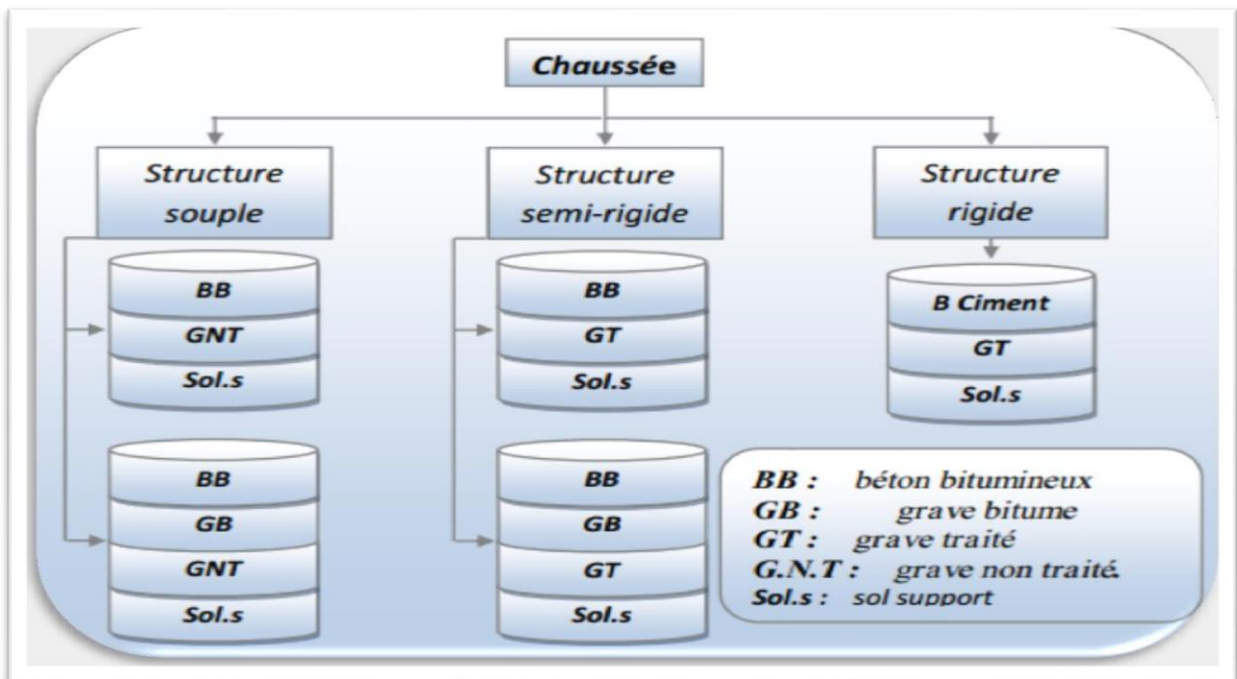 Chaussée
Structure
souple
Structure
semi-rigide
Structure
rigide
BB
GNT
Sol.s
BB
GB
GNT
Sol.s
BB
GT
Sol.s
BB
GB
GT
Sol.s
B Ciment
GT
Sol.s
BB : béton bitumineux
GB : grave bitume
GT : grave traité
G.N.T : grave non traité.
Sol.s : sol support